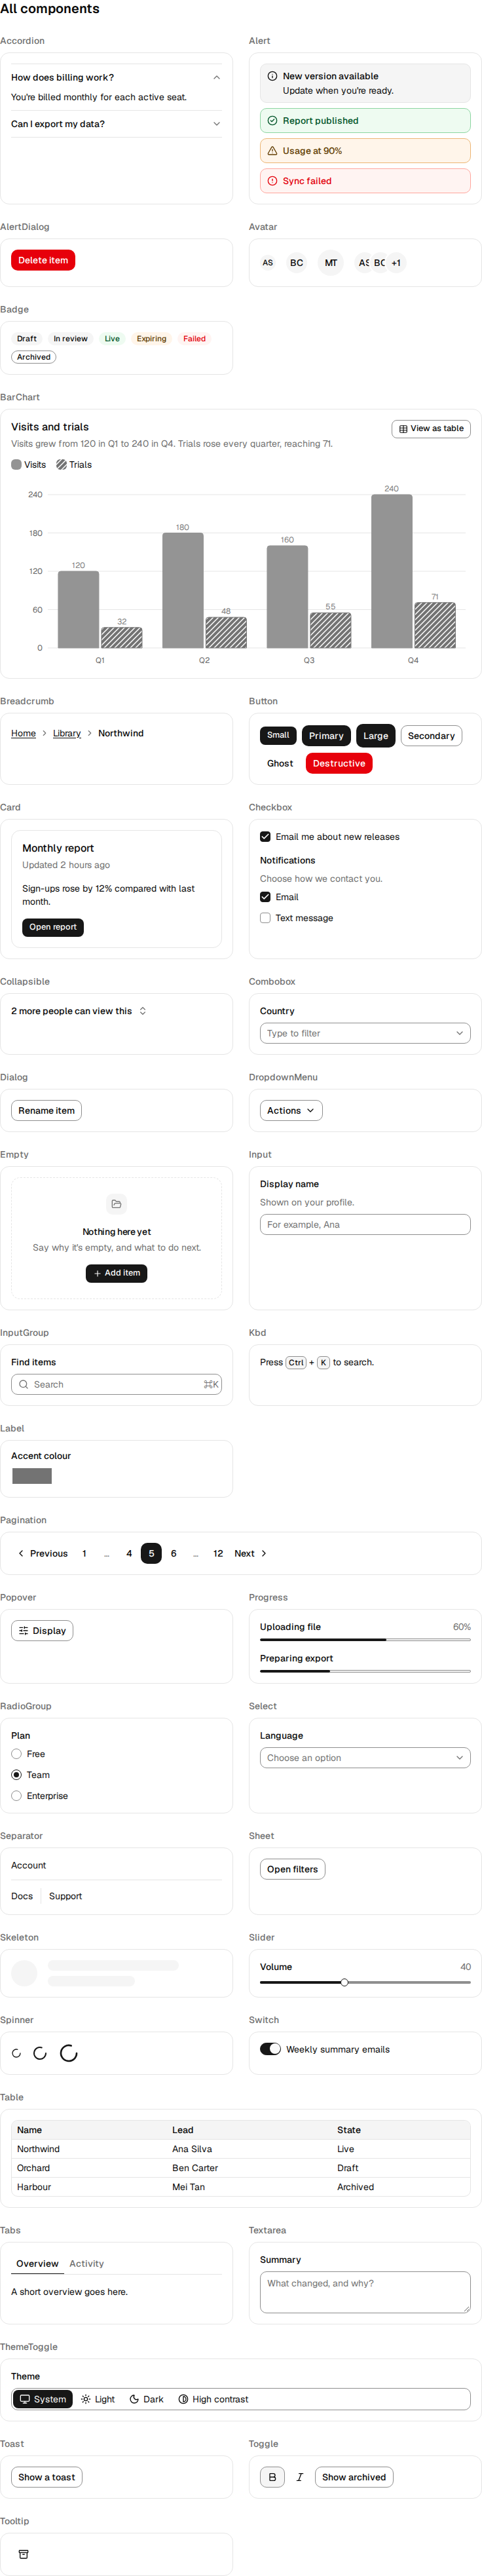 All components
Accordion
How does billing work?
You're billed monthly for each active seat.
Can I export my data?
Alert
New version available
Update when you're ready.
Report published
Usage at 90%
Sync failed
AlertDialog
Delete item
Avatar
AS BC MT AS BC +1
Badge
Draft In review Live Expiring Failed
Archived
BarChart
Visits and trials
Visits grew from 120 in Q1 to 240 in Q4. Trials rose every quarter, reaching 71.
View as table
Visits Trials
240
180
120
60
0
120 32 180 48 160 55 240 71
Q1 Q2 Q3 Q4
Breadcrumb
Home Library Northwind
Button
Small Primary Large Secondary
Ghost Destructive
Card
Monthly report
Updated 2 hours ago
Sign-ups rose by 12% compared with last
month.
Open report
Checkbox
Email me about new releases
Notifications
Choose how we contact you.
Email
Text message
Collapsible
2 more people can view this
Combobox
Country
Type to filter
Dialog
Rename item
DropdownMenu
Actions
Empty
Nothing here yet
Say why it's empty, and what to do next.
Add item
Input
Display name
Shown on your profile.
For example, Ana
InputGroup
Find items
Search ⌘K
Kbd
Press Ctrl + K to search.
Label
Accent colour
Pagination
Previous 1 … 4 5 6 … 12 Next
Popover
Display
Progress
Uploading file 60%
Preparing export
RadioGroup
Plan
Free
Team
Enterprise
Select
Language
Choose an option
Separator
Account
Docs Support
Sheet
Open filters
Skeleton
Slider
Volume 40
Spinner
Switch
Weekly summary emails
Table
Name Lead State
Northwind Ana Silva Live
Orchard Ben Carter Draft
Harbour Mei Tan Archived
Tabs
Overview Activity
A short overview goes here.
Textarea
Summary
What changed, and why?
ThemeToggle
Theme
System Light Dark High contrast
Toast
Show a toast
Toggle
B I Show archived
Tooltip